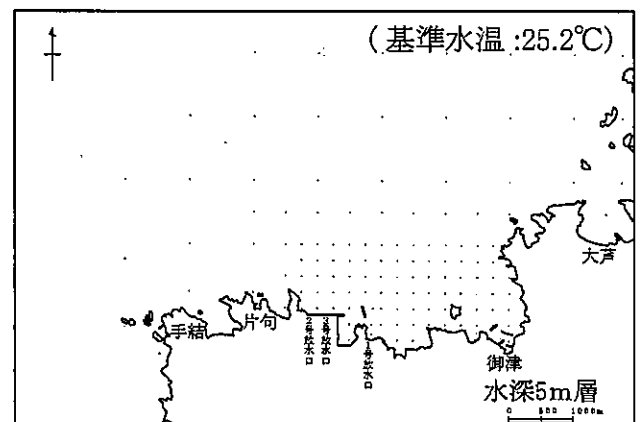 (基準水温:25.2℃)
大芦
手結
片句
2号放水口
3号放水口
1号放水口
御津
水深5m層
0 500 1000m